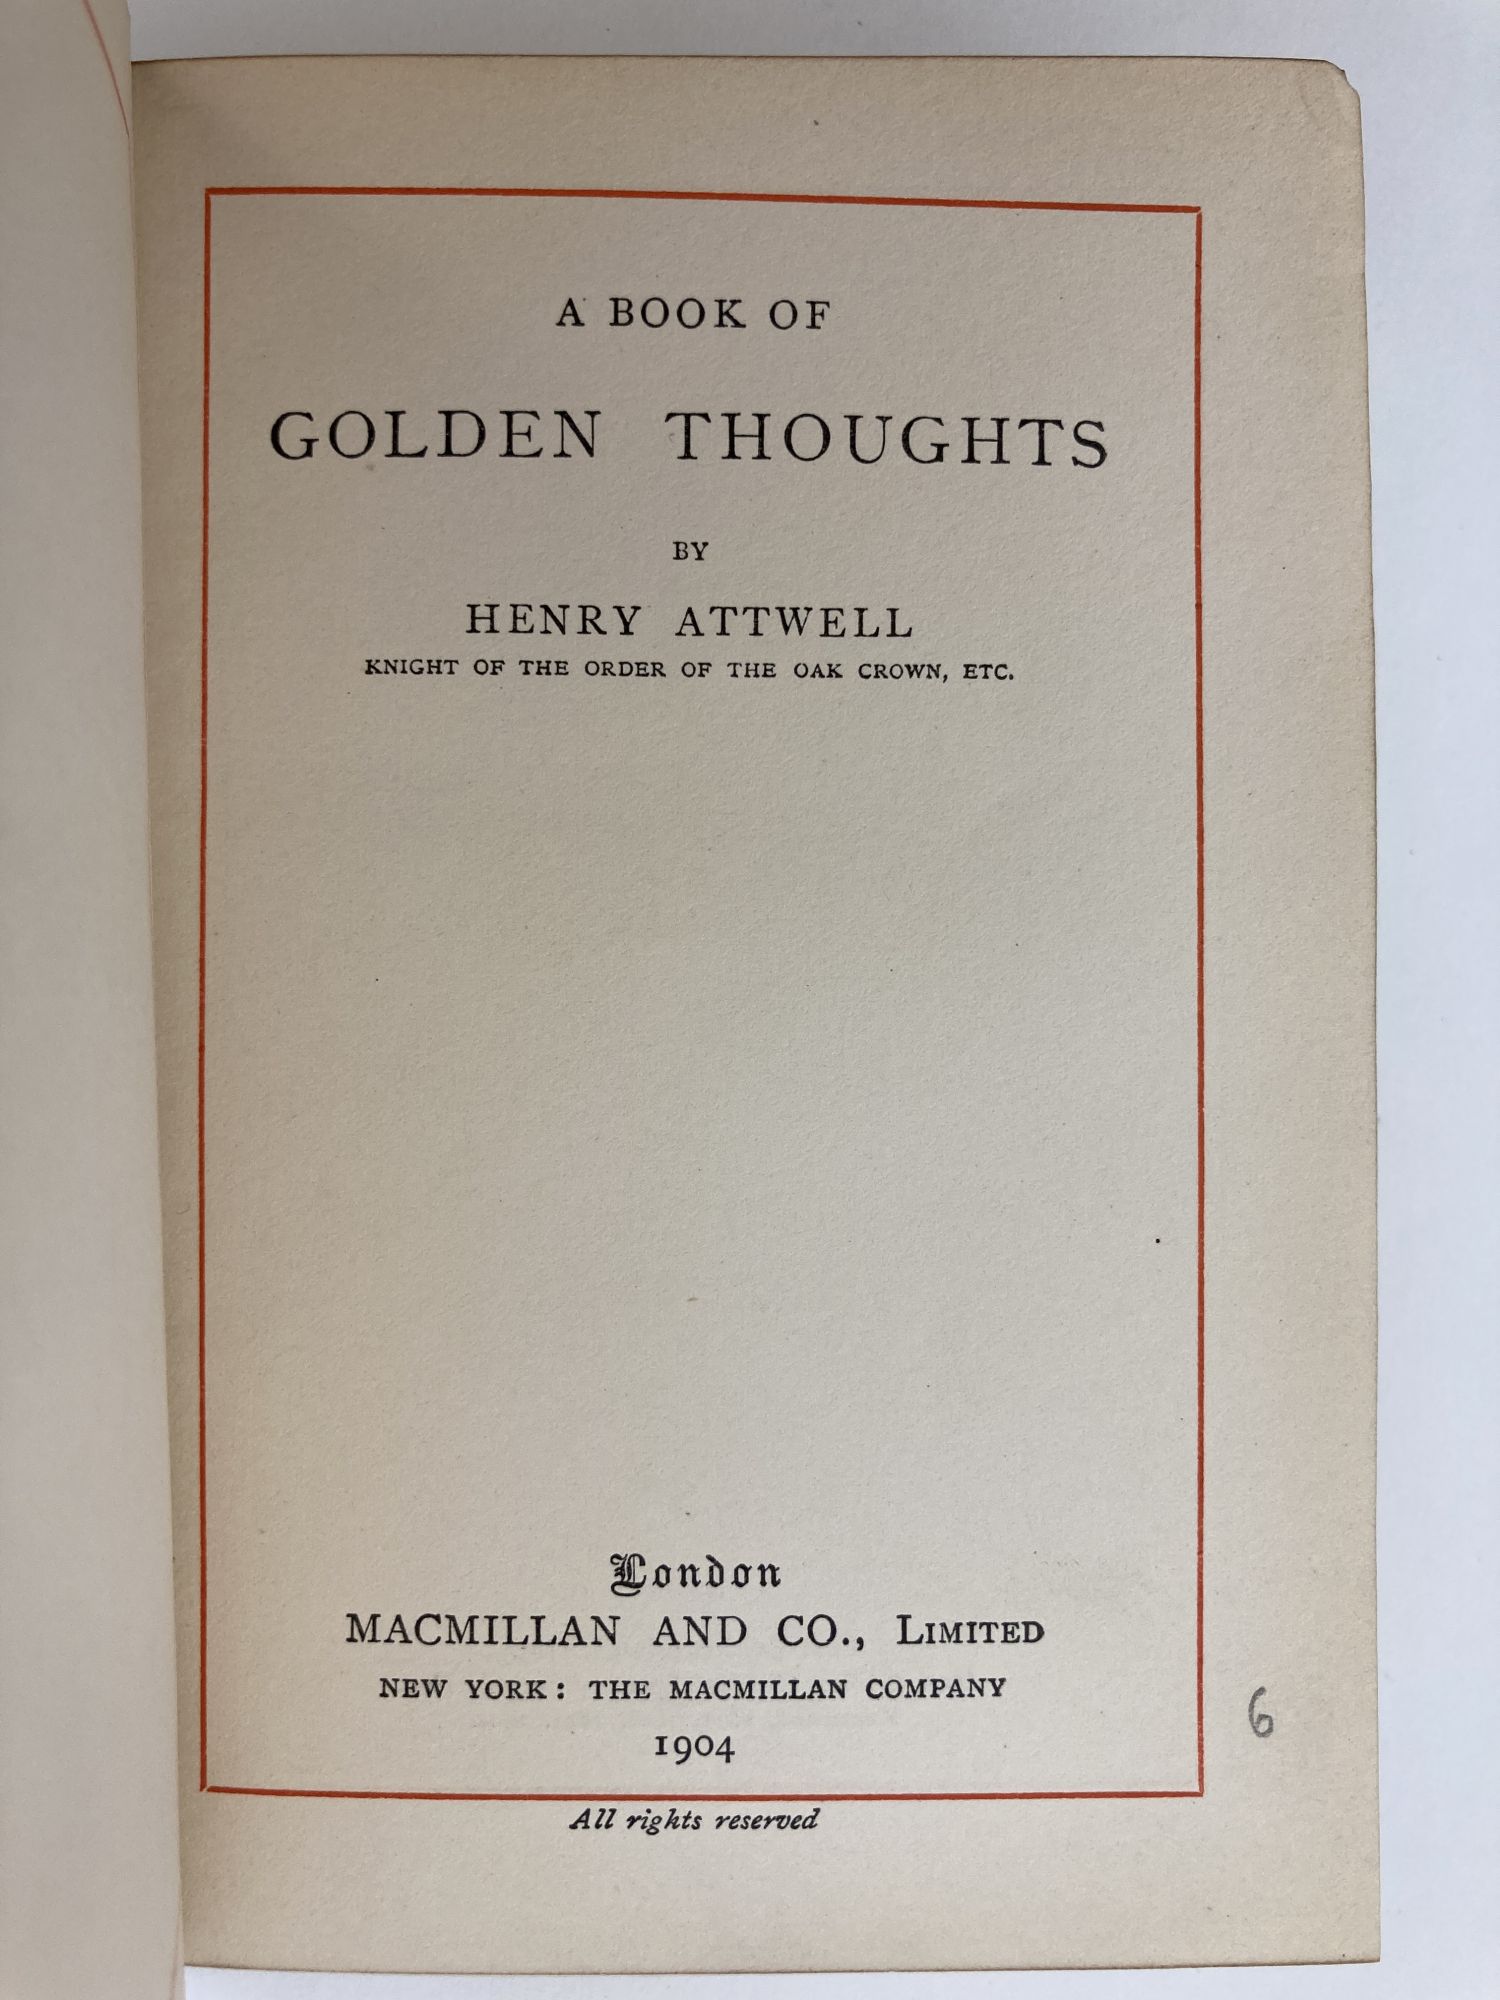 A BOOK OF
GOLDEN THOUGHTS
BY
HENRY ATTWELL
KNIGHT OF THE ORDER OF THE OAK CROWN, ETC.
London
MACMILLAN AND CO., LIMITED
NEW YORK: THE MACMILLAN COMPANY
1904
All rights reserved
6